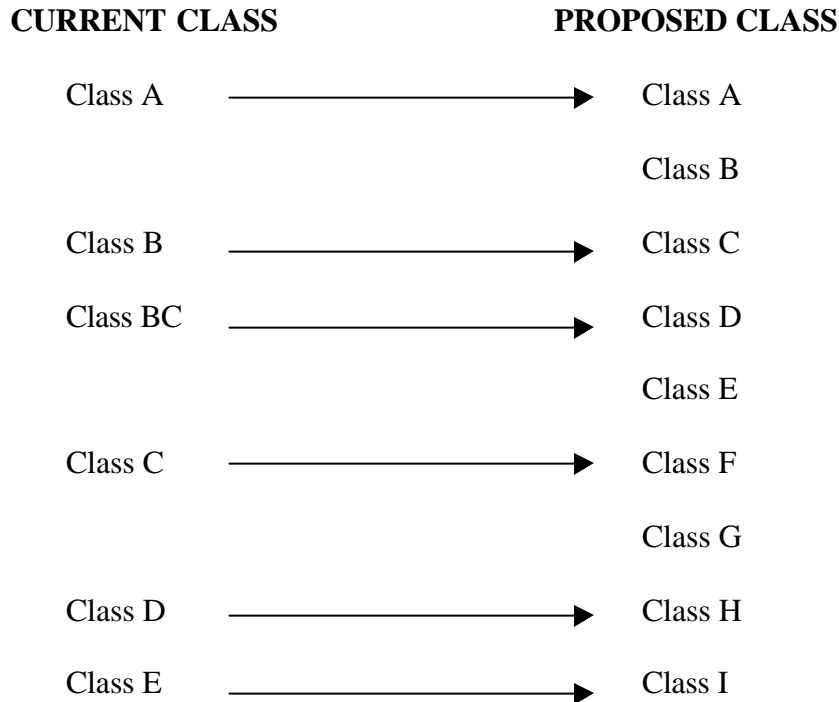 CURRENT CLASS PROPOSED CLASS
Class A Class A
Class B
Class B Class C
Class BC Class D
Class E
Class C Class F
Class G
Class D Class H
Class E Class I